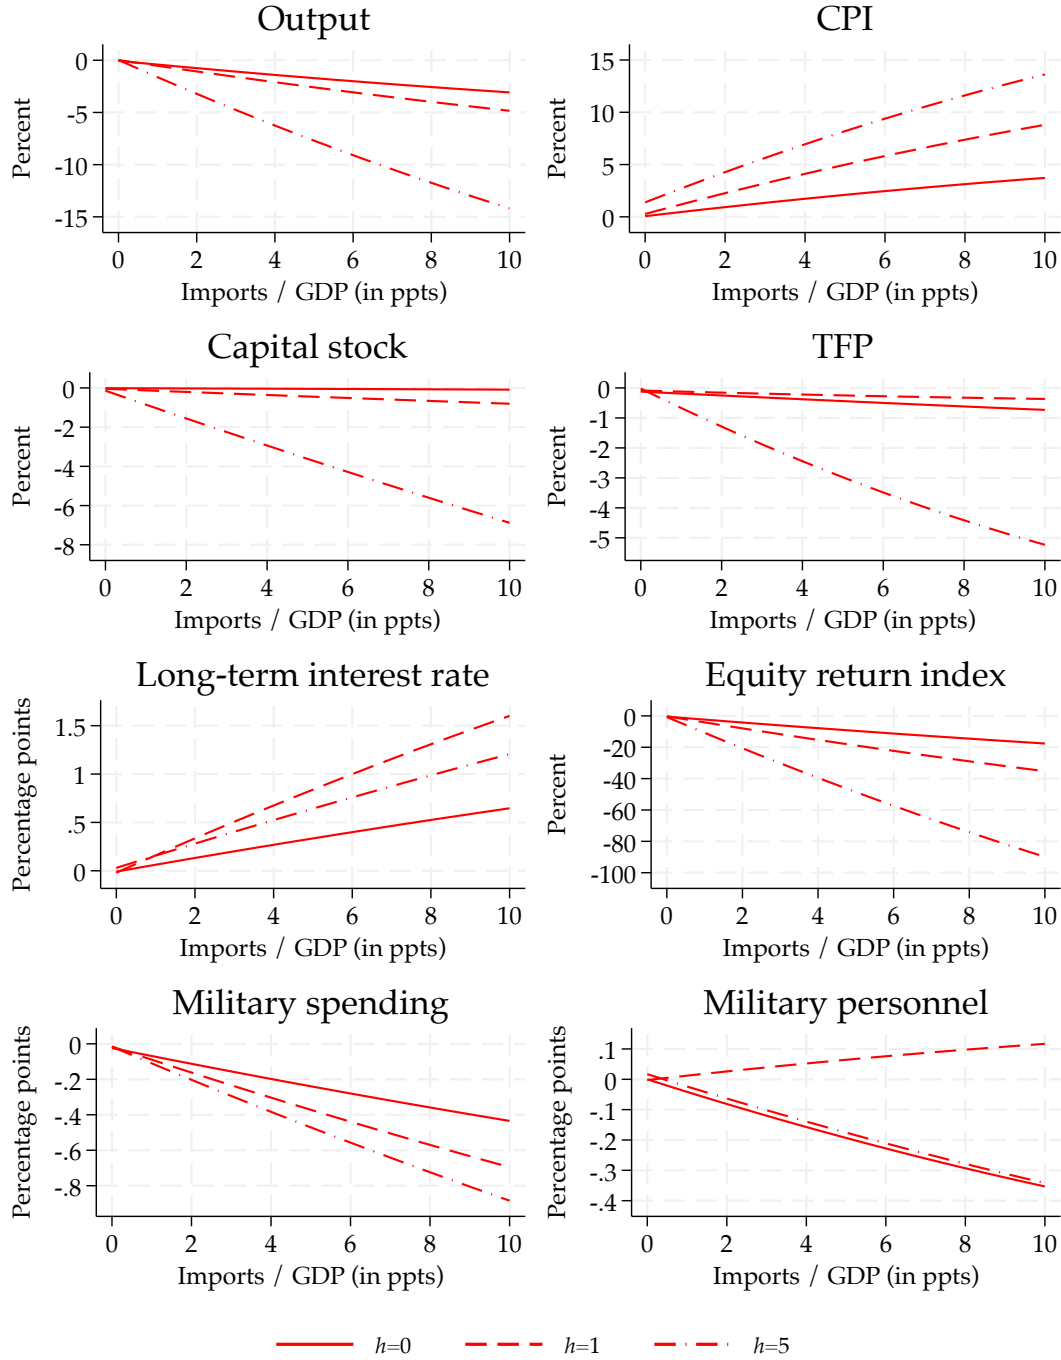 Output
Percent
0
-5
-10
-15
0 2 4 6 8 10
Imports / GDP (in ppts)
CPI
Percent
15
10
5
0
0 2 4 6 8 10
Imports / GDP (in ppts)
Capital stock
Percent
0
-2
-4
-6
-8
0 2 4 6 8 10
Imports / GDP (in ppts)
TFP
Percent
0
-1
-2
-3
-4
-5
0 2 4 6 8 10
Imports / GDP (in ppts)
Long-term interest rate
Percentage points
1.5
1
.5
0
0 2 4 6 8 10
Imports / GDP (in ppts)
Equity return index
Percent
0
-20
-40
-60
-80
-100
0 2 4 6 8 10
Imports / GDP (in ppts)
Military spending
Percentage points
0
-.2
-.4
-.6
-.8
0 2 4 6 8 10
Imports / GDP (in ppts)
Military personnel
Percentage points
.1
0
-.1
-.2
-.3
-.4
0 2 4 6 8 10
Imports / GDP (in ppts)
h=0 h=1 h=5